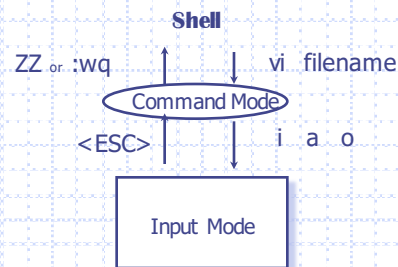 Shell
ZZ or :wq
vi filename
Command Mode
<ESC>
i a o
Input Mode